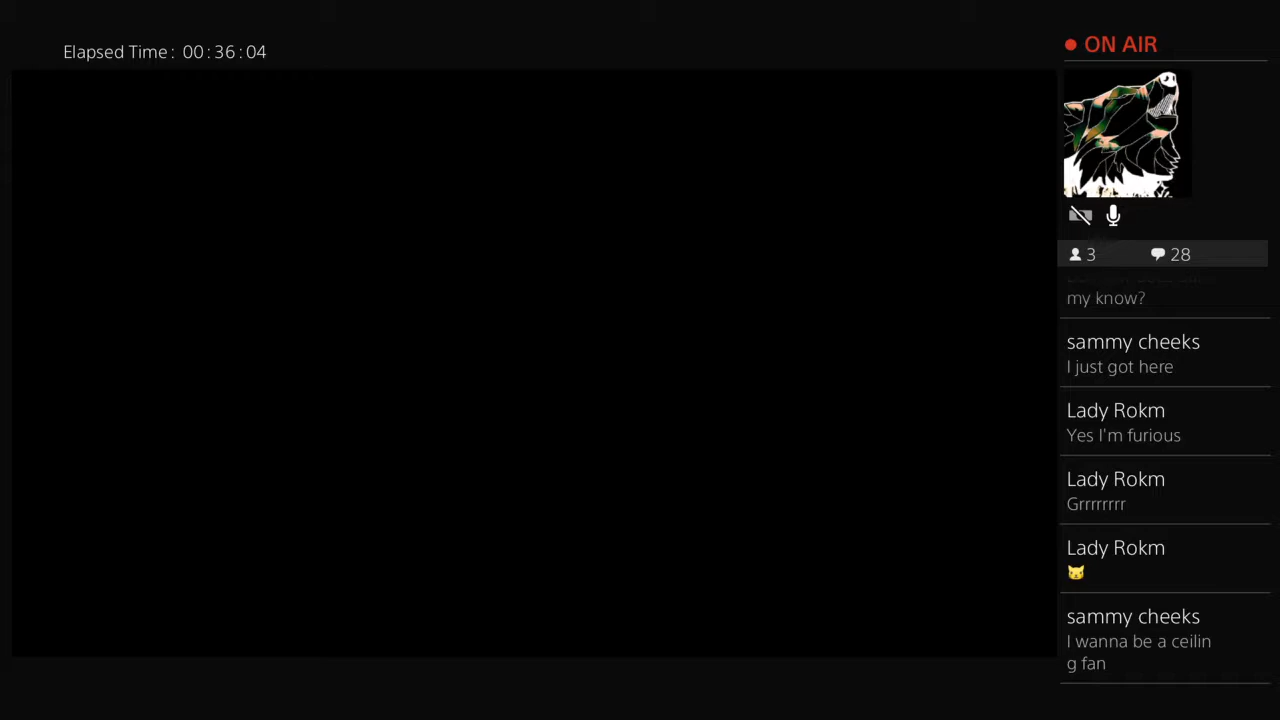 Elapsed Time: 00:36:04
ON AIR
3 28
my know?
sammy cheeks
I just got here
Lady Rokm
Yes I'm furious
Lady Rokm
Grrrrrrrr
Lady Rokm
sammy cheeks
I wanna be a ceilin
g fan